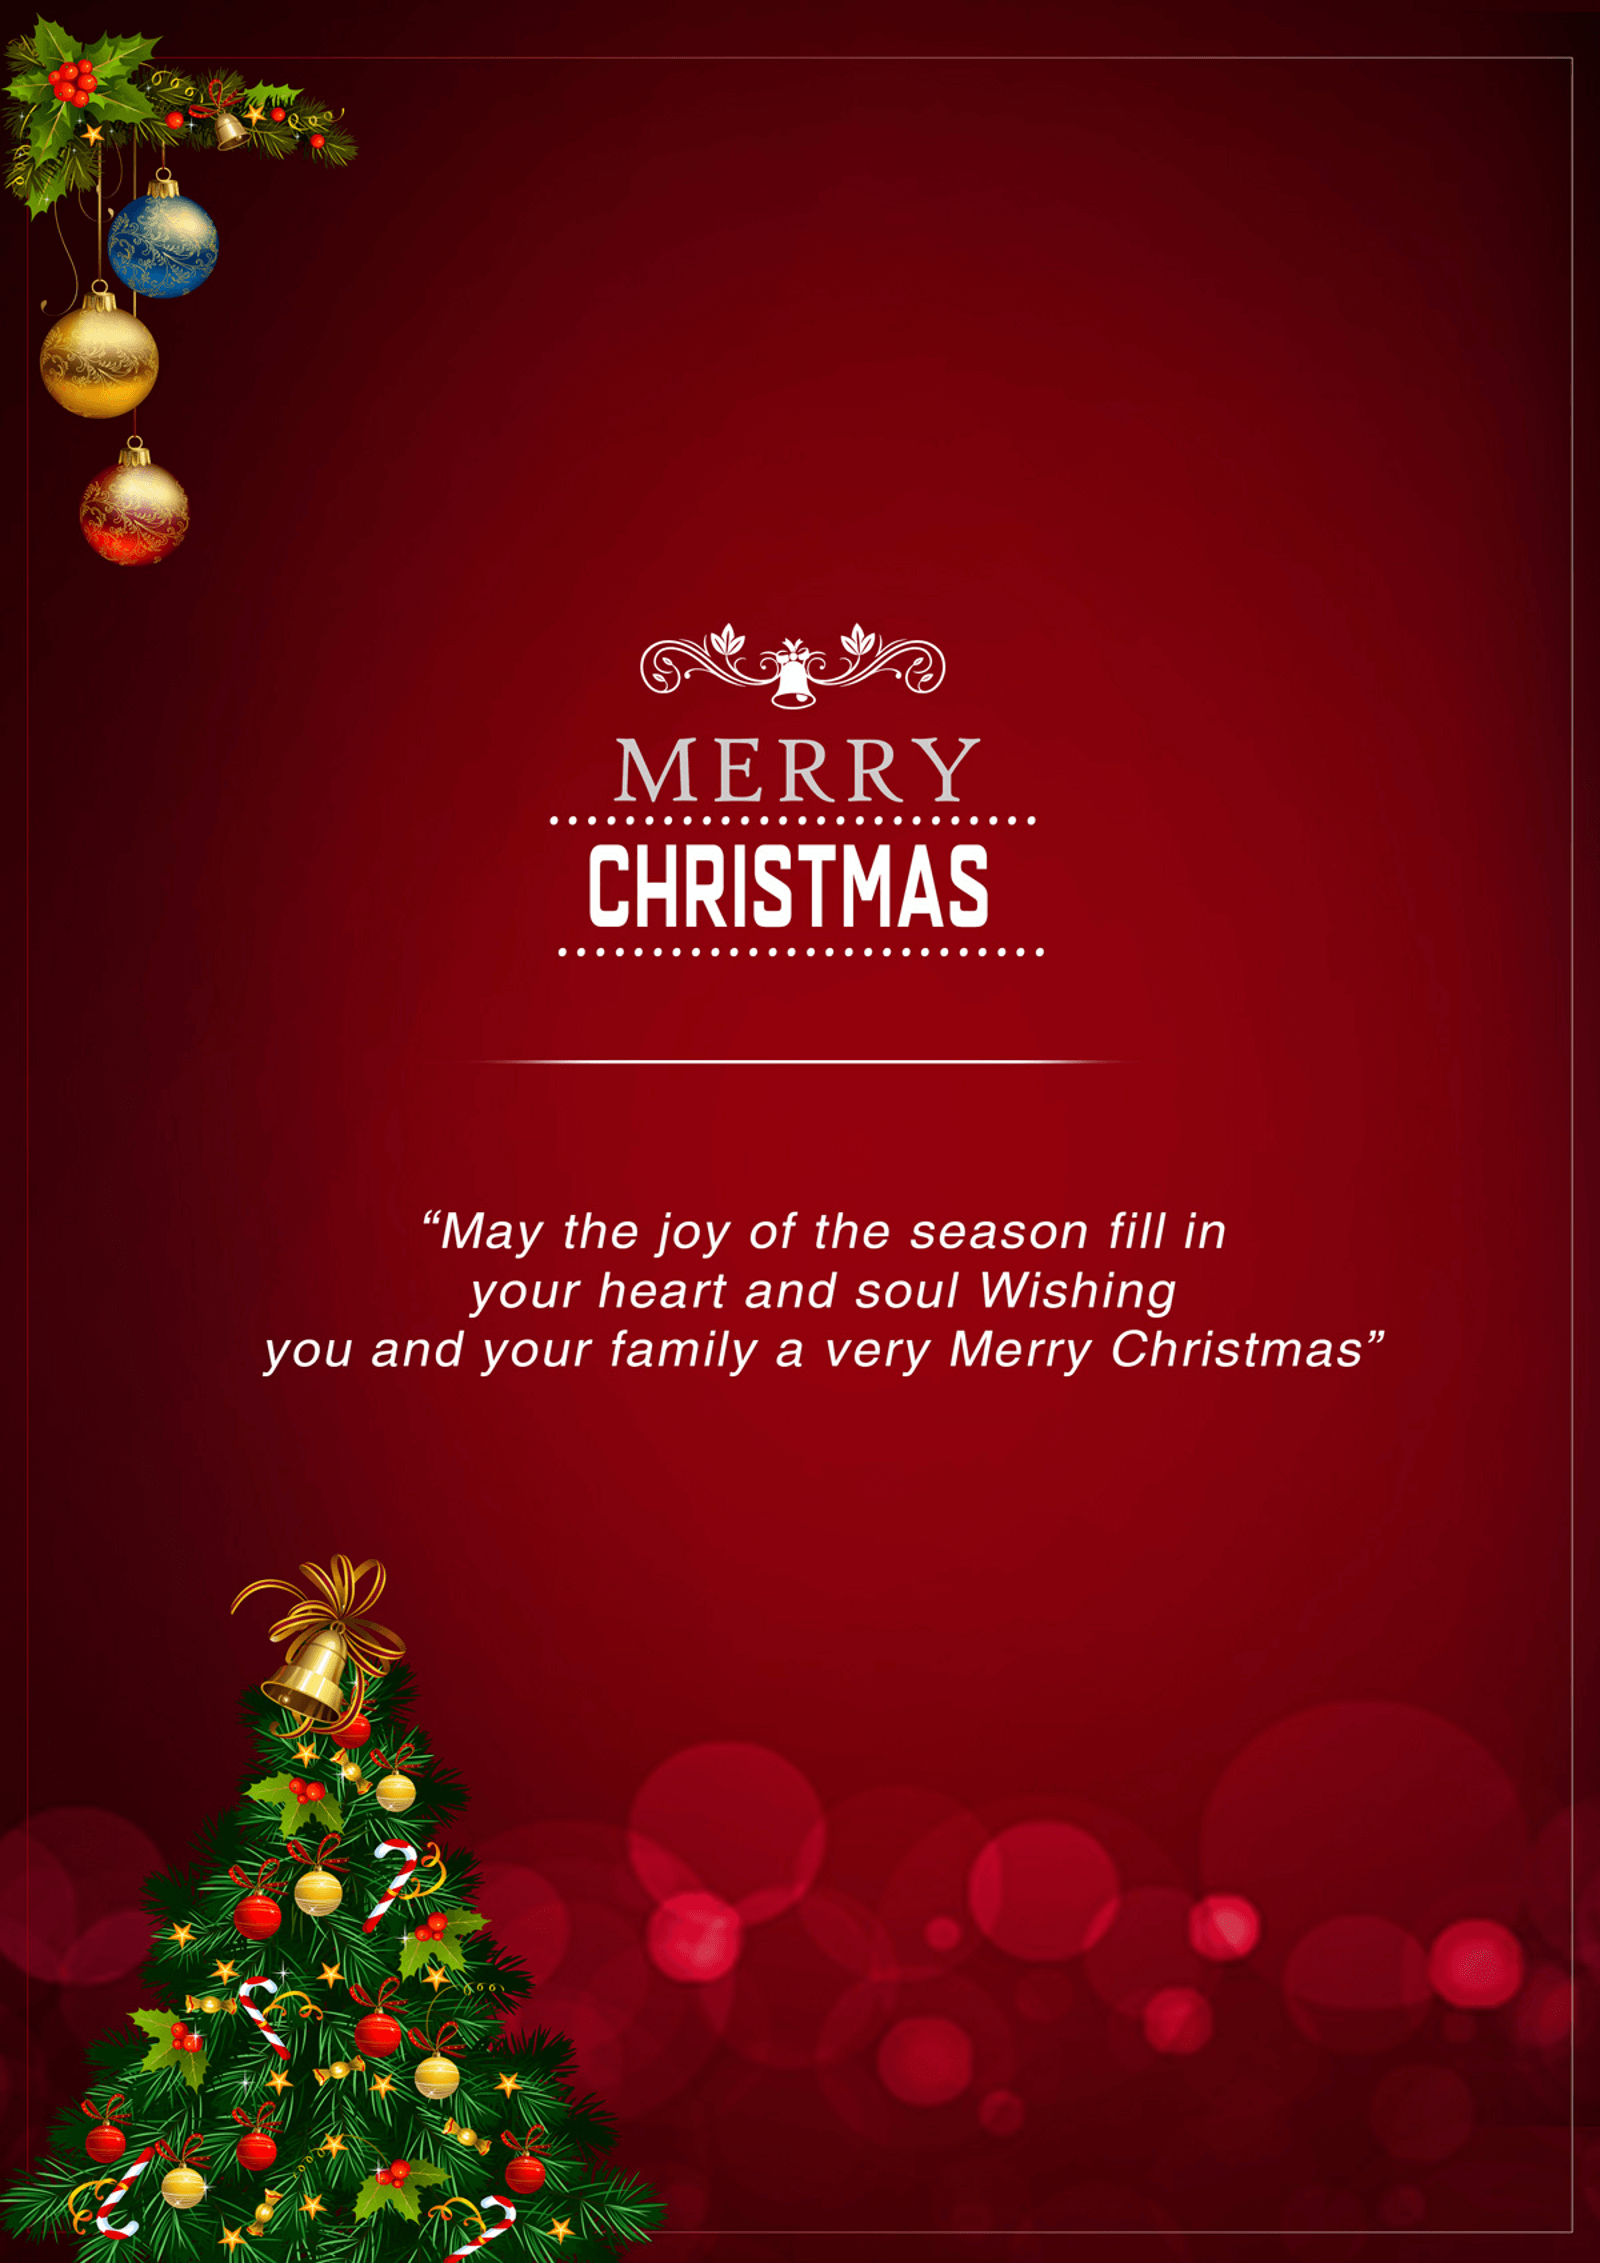 MERRY
CHRISTMAS
“May the joy of the season fill in
your heart and soul Wishing
you and your family a very Merry Christmas”